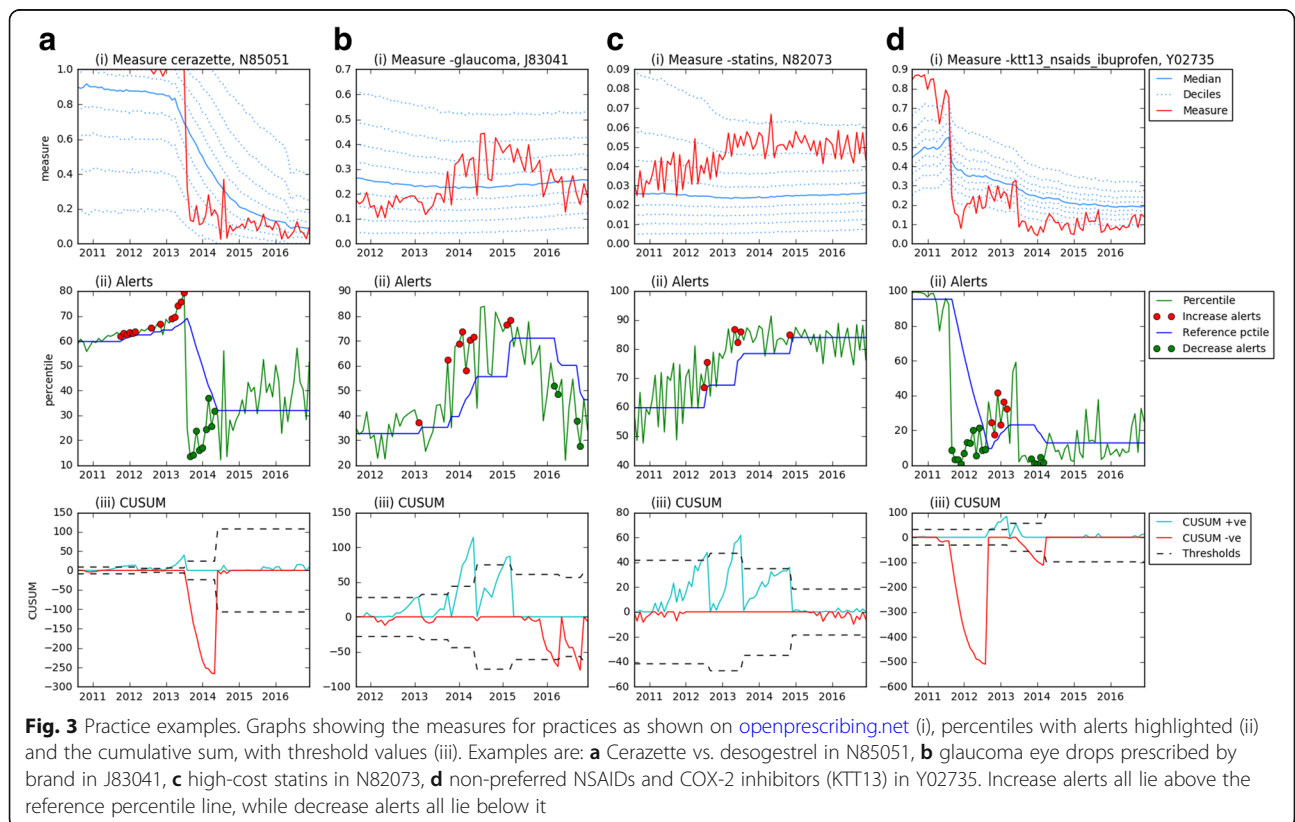 a b c d
(i) Measure cerazette, N85051
1.0
0.8
0.6
0.4
0.2
0.0
measure
2011 2012 2013 2014 2015 2016
(i) Measure -glaucoma, J83041
0.7
0.6
0.5
0.4
0.3
0.2
0.1
0.0
2012 2013 2014 2015 2016
(i) Measure -statins, N82073
0.09
0.08
0.07
0.06
0.05
0.04
0.03
0.02
0.01
0.00
2011 2012 2013 2014 2015 2016
(i) Measure -ktt13_nsaids_ibuprofen, Y02735
0.9
0.8
0.7
0.6
0.5
0.4
0.3
0.2
0.1
0.0
2011 2012 2013 2014 2015 2016
Median
Deciles
Measure
(ii) Alerts
80
70
60
50
40
30
20
10
percentile
2011 2012 2013 2014 2015 2016
(ii) Alerts
90
80
70
60
50
40
30
20
2012 2013 2014 2015 2016
(ii) Alerts
100
90
80
70
60
50
40
2011 2012 2013 2014 2015 2016
(ii) Alerts
100
80
60
40
20
0
2011 2012 2013 2014 2015 2016
Percentile
Increase alerts
Reference pctile
Decrease alerts
(iii) CUSUM
150
100
50
0
−50
−100
−150
−200
−250
−300
CUSUM
2011 2012 2013 2014 2015 2016
(iii) CUSUM
150
100
50
0
−50
−100
2012 2013 2014 2015 2016
(iii) CUSUM
80
60
40
20
0
−20
−40
−60
2011 2012 2013 2014 2015 2016
(iii) CUSUM
100
0
−100
−200
−300
−400
−500
−600
2011 2012 2013 2014 2015 2016
CUSUM +ve
CUSUM -ve
Thresholds
Fig. 3 Practice examples. Graphs showing the measures for practices as shown on openprescribing.net (i), percentiles with alerts highlighted (ii)
and the cumulative sum, with threshold values (iii). Examples are: a Cerazette vs. desogestrel in N85051, b glaucoma eye drops prescribed by
brand in J83041, c high-cost statins in N82073, d non-preferred NSAIDs and COX-2 inhibitors (KTT13) in Y02735. Increase alerts all lie above the
reference percentile line, while decrease alerts all lie below it